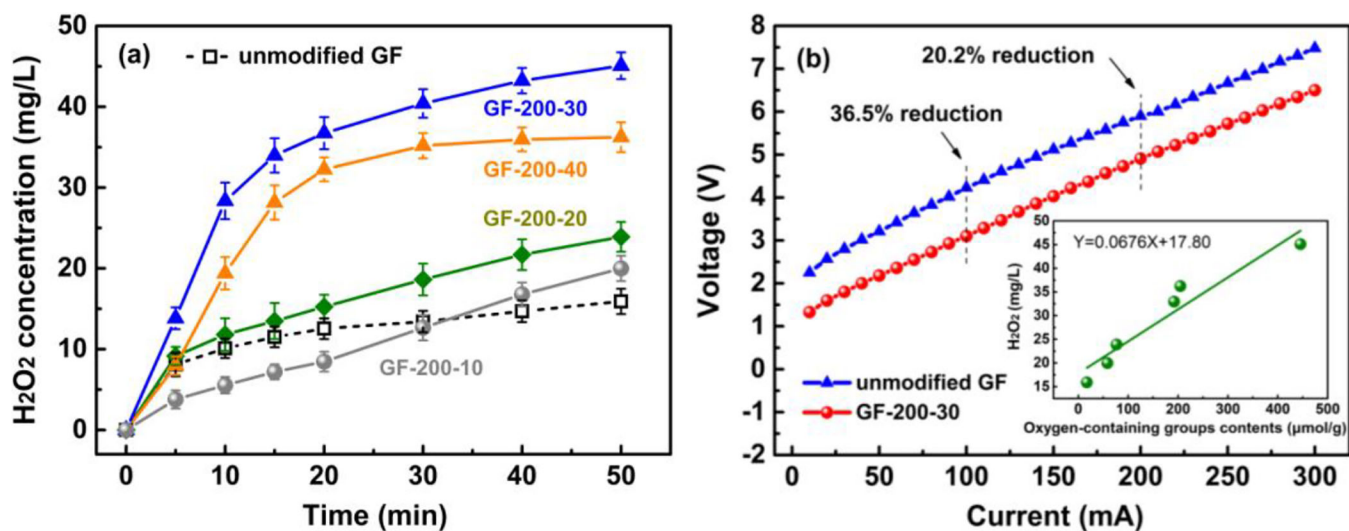 (a)
unmodified GF
GF-200-30
GF-200-40
GF-200-20
GF-200-10
50
40
30
20
10
0
H₂O₂ concentration (mg/L)
0 10 20 30 40 50
Time (min)
(b)
20.2% reduction
36.5% reduction
8
7
6
5
4
3
2
1
0
-1
-2
Voltage (V)
unmodified GF
GF-200-30
0 50 100 150 200 250 300
Current (mA)
Y=0.0676X+17.80
50
45
40
35
30
25
20
15
H₂O₂ (mg/L)
0 100 200 300 400 500
Oxygen-containing groups contents (μmol/g)